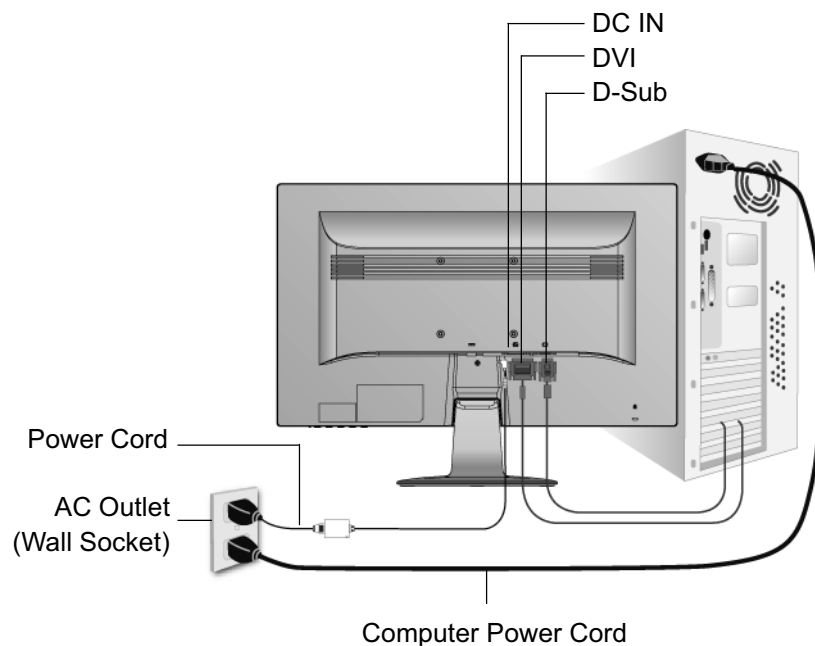 DC IN
DVI
D-Sub
Power Cord
AC Outlet
(Wall Socket)
Computer Power Cord